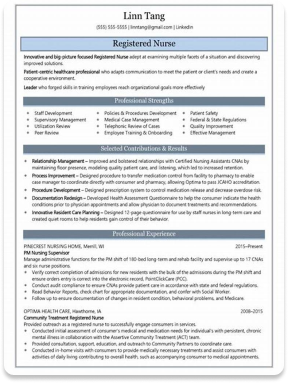 Linn Tang
(555) 555-5555 | linntang@gmail.com | LinkedIn
Registered Nurse
Innovative and big picture focused Registered Nurse adept at examining multiple facets of a situation and discovering
improved solutions.
Patient-centric healthcare professional who adapts communication to meet the patient or client's needs and create a
cooperative environment.
Leader who forged skills in training employees reach organizational goals more effectively
Professional Strengths
Staff Development
Supervisory Management
Utilization Review
Peer Review
Policies & Procedures Development
Medical Case Management
Telephonic Review of Cases
Employee Training & Onboarding
Patient Safety
Federal & State Regulations
Quality Improvement
Effective Management
Selected Contributions & Results
Relationship Management – Improved and bolstered relationships with Certified Nursing Assistants CNAs by
maintaining floor presence, modeling quality patient care, and listening, which led to increased retention.
Process Improvement – Designed procedure to transfer medication control from facility to pharmacy to enable
case manager to coordinate directly with consumer and pharmacy, allowing Optima to pass JCAHO accreditation.
Procedure Development – Designed prescription system to control medication release and decrease overdose risk.
Documentation Redesign – Developed Health Assessment Questionnaire to help the consumer indicate the
problem prior to physician appointments and allow physician to document treatments and recommendations.
Innovative Resident Care Planning – Designed 12-page questionnaire for use by staff nurses in long term care and
created quiet rooms to help residents gain control of their behavior.
Professional Experience
PINECREST NURSING HOME, Merrill, WI 2015–Present
PM Nursing Supervisor
Manage administrative functions for the PM shift of 180-bed long term and rehab facility and supervise up to 17 CNAs
and six nurse positions.
Verify correct completion of admissions for new residents with the bulk of the admissions during the PM shift and
ensure orders entry is correct into the electronic record, PointClickCare (PCC).
Conduct audit compliance to ensure CNAs provide patient care in accordance with state and federal regulations.
Read Behavior Reports, check chart for appropriate documentation, and confer with Social Worker.
Follow up to ensure documentation of changes in resident condition, behavioral problems, and Medicare.
OPTIMA HEALTH CARE, Hawthorne, IA 2008–2015
Community Treatment Registered Nurse
Provided outreach as a registered nurse to successfully engage consumers in services.
Conducted initial assessment of consumer's medical and medication needs for individual's with persistent, chronic
mental illness in collaboration with the Assertive Community Treatment (ACT) team.
Provided consultation, support, education, and outreach to Community Partners to coordinate care.
Conducted in-home visits with consumers to provide medically necessary treatments and assist consumers with
activities of daily living contributing to overall health, such as accompanying consumer to medical appointments.